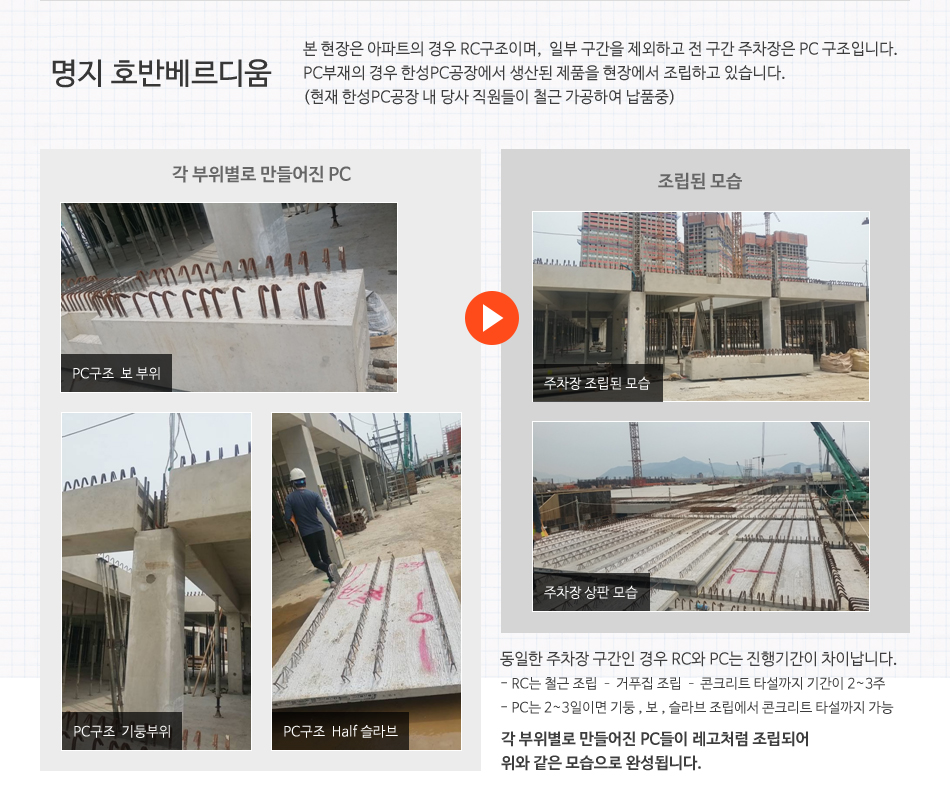 명지 호반베르디움
본 현장은 아파트의 경우 RC구조이며, 일부 구간을 제외하고 전 구간 주차장은 PC 구조입니다.
PC부재의 경우 한성PC공장에서 생산된 제품을 현장에서 조립하고 있습니다.
(현재 한성PC공장 내 당사 직원들이 철근 가공하여 납품중)
각 부위별로 만들어진 PC
PC구조 보 부위
PC구조 기둥부위
PC구조 Half 슬라브
조립된 모습
주차장 조립된 모습
주차장 상판 모습
동일한 주차장 구간인 경우 RC와 PC는 진행기간이 차이납니다.
- RC는 철근 조립 - 거푸집 조립 - 콘크리트 타설까지 기간이 2~3주
- PC는 2~3일이면 기둥 , 보 , 슬라브 조립에서 콘크리트 타설까지 가능
각 부위별로 만들어진 PC들이 레고처럼 조립되어
위와 같은 모습으로 완성됩니다.